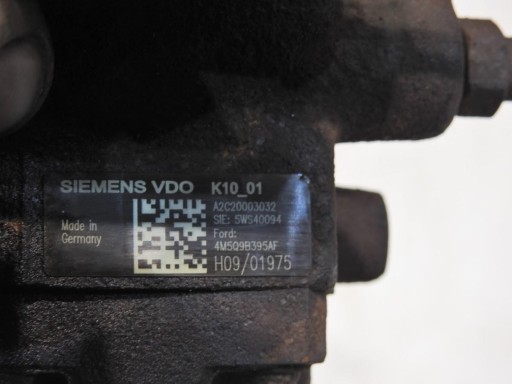 SIEMENS VDO K10_01
A2C20003032
SIE: 5WS40094
Made in
Germany
Ford:
4M5Q9B395AF
H09/01975